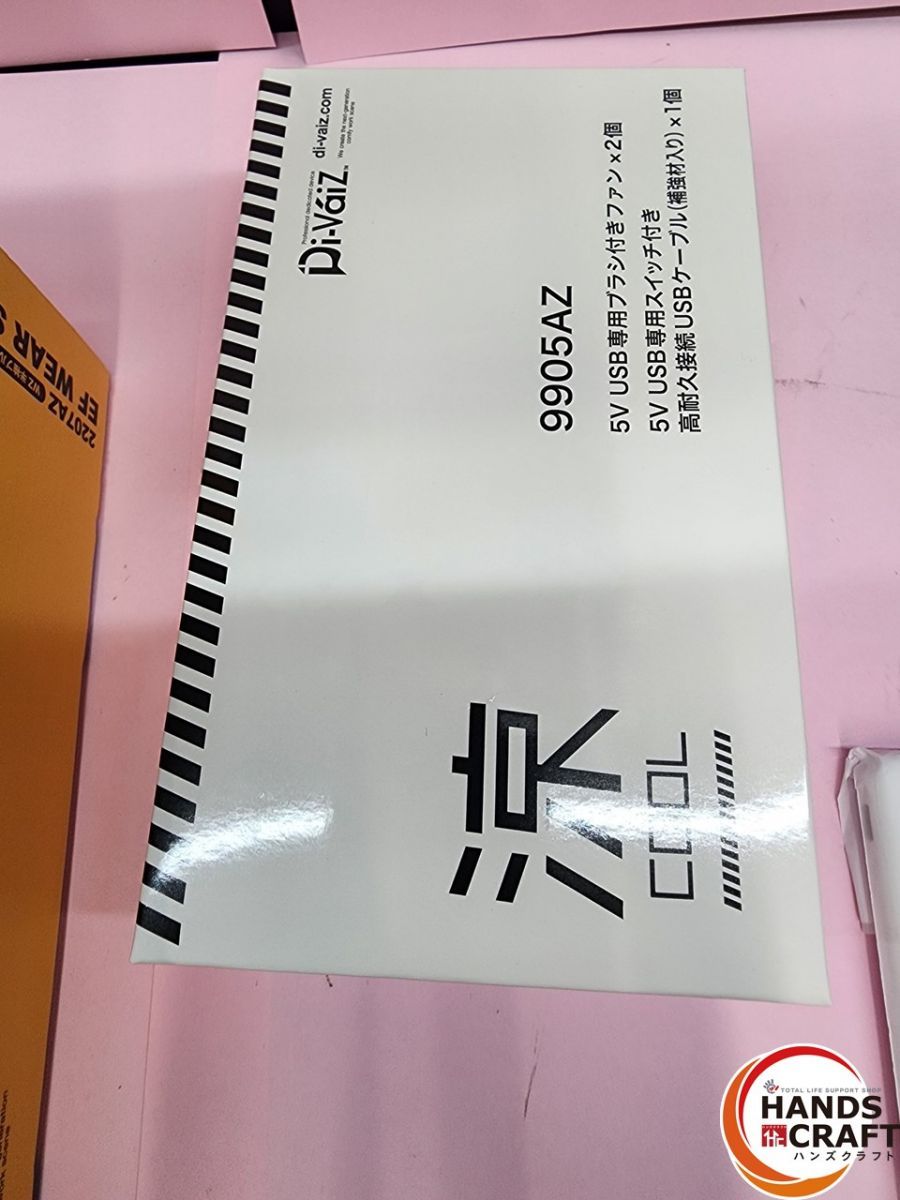 Professional dedicated device
Di-VáiZ™
di-vaiz.com
We create the next-generation
comfy work scene
9905AZ
5V USB専用ブラシ付きファン×2個
5V USB専用スイッチ付き
高耐久接続USBケーブル(補強材入り)×1個
涼
COOL
2207AZ
EF WEAR S
TOTAL LIFE SUPPORT SHOP
HANDS
CRAFT
ハンズクラフト